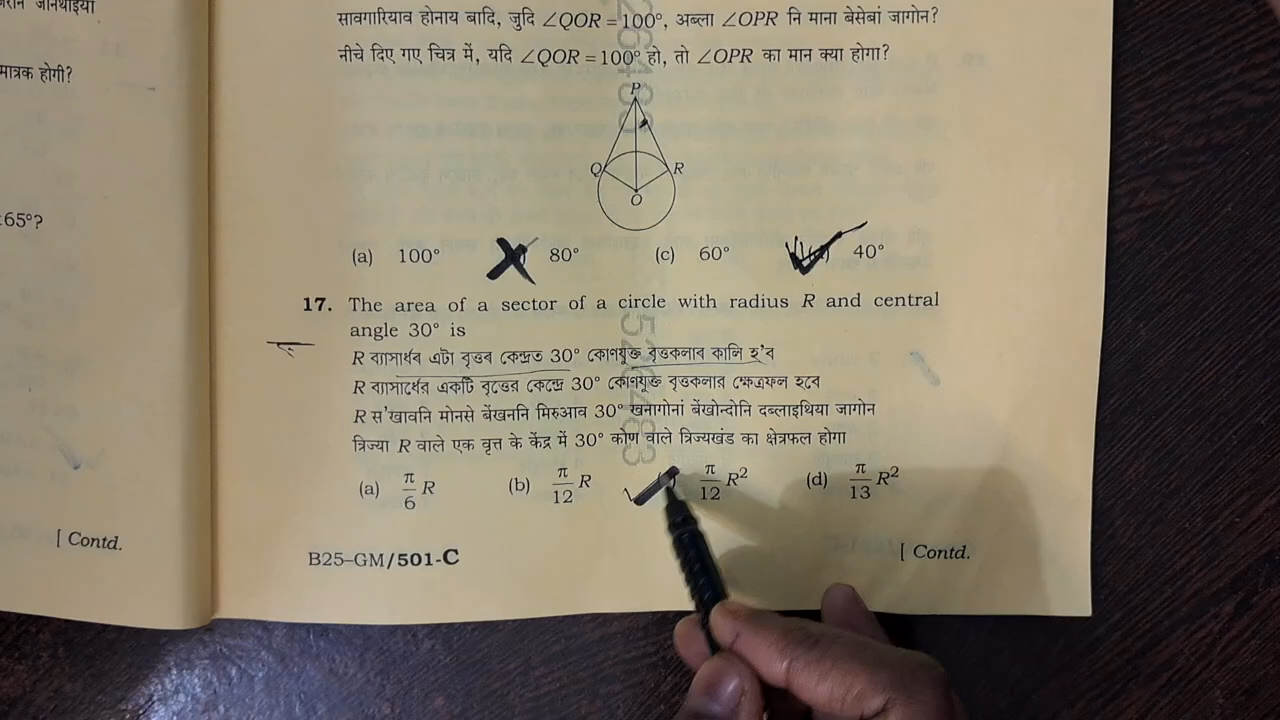 मात्रक होगी?
65°?
[ Contd.
सावगारियाव होनाय बादि, जुदि ∠QOR = 100°, अब्ला ∠OPR नि माना बेसेबां जागोन?
नीचे दिए गए चित्र में, यदि ∠QOR = 100° हो, तो ∠OPR का मान क्या होगा?
P
Q R
O
(a) 100° 80° (c) 60° 40°
17. The area of a sector of a circle with radius R and central
angle 30° is
R ব্যাসাৰ্ধৰ এটা বৃত্তৰ কেন্দ্ৰত 30° কোণযুক্ত বৃত্তকলাৰ কালি হ'ব
R ব্যাসার্ধের একটি বৃত্তের কেন্দ্রে 30° কোণযুক্ত বৃত্তকলার ক্ষেত্রফল হবে
R स'खावनि मोनसे बेंखननि मिरुआव 30° खनागोनां बेंखोन्दोनि दब्लाइथिया जागोन
त्रिज्या R वाले एक वृत्त के केंद्र में 30° कोण वाले त्रिज्यखंड का क्षेत्रफल होगा
(a) π/6 R (b) π/12 R π/12 R² (d) π/13 R²
B25–GM/501-C [ Contd.